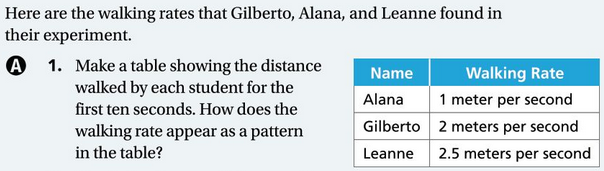 Here are the walking rates that Gilberto, Alana, and Leanne found in
their experiment.
A 1. Make a table showing the distance
walked by each student for the
first ten seconds. How does the
walking rate appear as a pattern
in the table?
Name Walking Rate
Alana 1 meter per second
Gilberto 2 meters per second
Leanne 2.5 meters per second